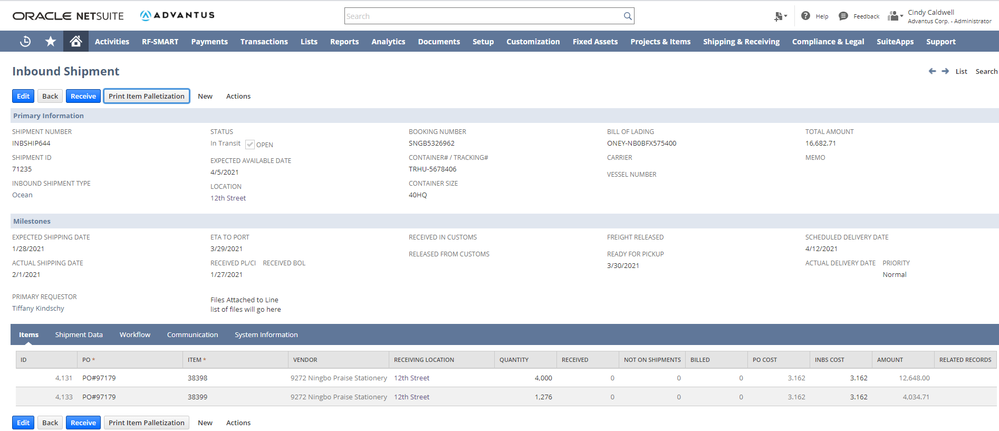 ORACLE NETSUITE ADVANTUS Search Help Feedback Cindy Caldwell
Advantus Corp. - Administrator
Activities RF-SMART Payments Transactions Lists Reports Analytics Documents Setup Customization Fixed Assets Projects & Items Shipping & Receiving Compliance & Legal SuiteApps Support
Inbound Shipment List Search
Edit Back Receive Print Item Palletization New Actions
Primary Information
SHIPMENT NUMBER STATUS BOOKING NUMBER BILL OF LADING TOTAL AMOUNT
INBSHIP644 In Transit OPEN SNGB5326962 ONEY-NB0BFX575400 16,682.71
SHIPMENT ID EXPECTED AVAILABLE DATE CONTAINER# / TRACKING# CARRIER MEMO
71235 4/5/2021 TRHU-5678406 VESSEL NUMBER
INBOUND SHIPMENT TYPE LOCATION CONTAINER SIZE
Ocean 12th Street 40HQ
Milestones
EXPECTED SHIPPING DATE ETA TO PORT RECEIVED IN CUSTOMS FREIGHT RELEASED SCHEDULED DELIVERY DATE
1/28/2021 3/29/2021 RELEASED FROM CUSTOMS READY FOR PICKUP 4/12/2021
ACTUAL SHIPPING DATE RECEIVED PL/CI RECEIVED BOL 3/30/2021 ACTUAL DELIVERY DATE PRIORITY
2/1/2021 1/27/2021 Normal
PRIMARY REQUESTOR Files Attached to Line
Tiffany Kindschy list of files will go here
Items Shipment Data Workflow Communication System Information
ID PO * ITEM * VENDOR RECEIVING LOCATION QUANTITY RECEIVED NOT ON SHIPMENTS BILLED PO COST INBS COST AMOUNT RELATED RECORDS
4,131 PO#97179 38398 9272 Ningbo Praise Stationery 12th Street 4,000 0 0 0 3.162 3.162 12,648.00
4,133 PO#97179 38399 9272 Ningbo Praise Stationery 12th Street 1,276 0 0 0 3.162 3.162 4,034.71
Edit Back Receive Print Item Palletization New Actions